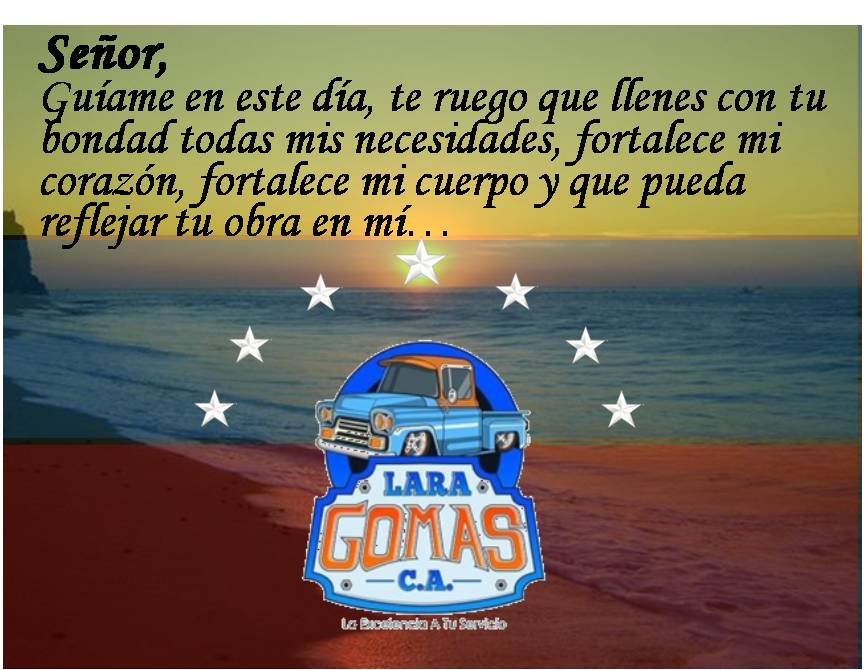 Señor,
Guíame en este día, te ruego que llenes con tu
bondad todas mis necesidades, fortalece mi
corazón, fortalece mi cuerpo y que pueda
reflejar tu obra en mí…
LARA
GOMAS
C.A.
La Excelencia A Tu Servicio